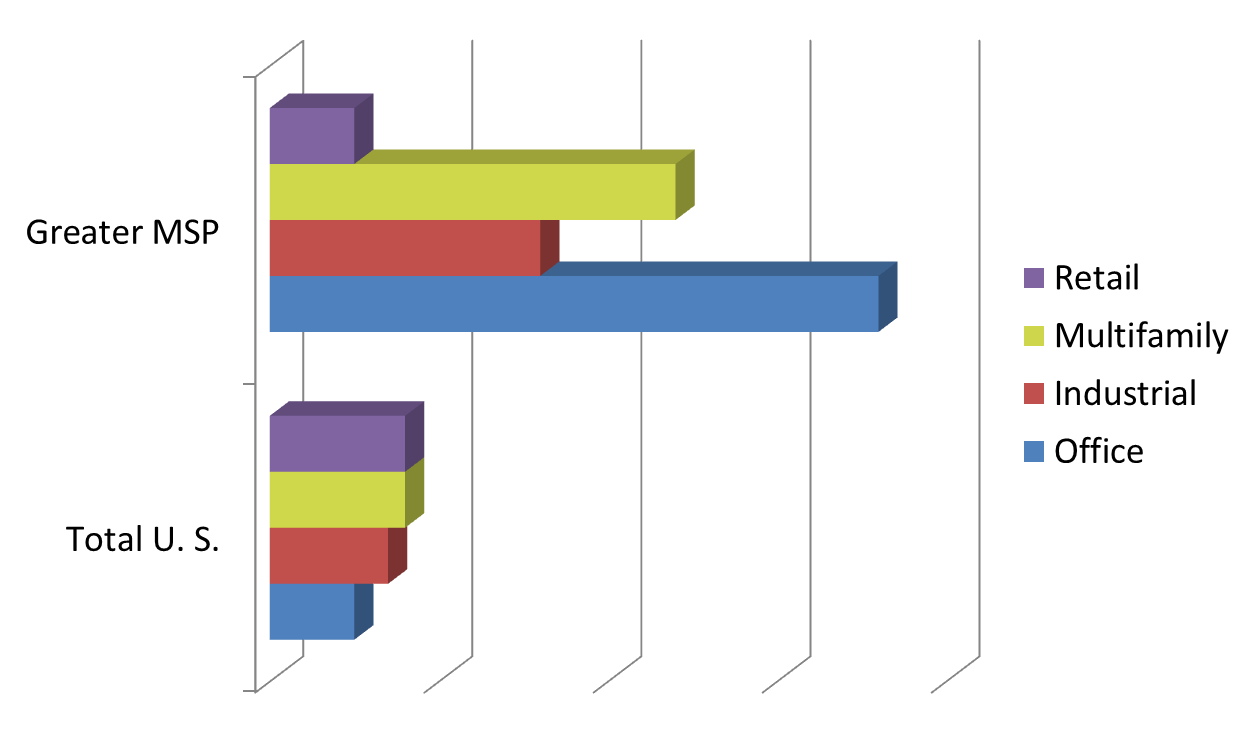 Greater MSP
Total U. S.
Retail
Multifamily
Industrial
Office